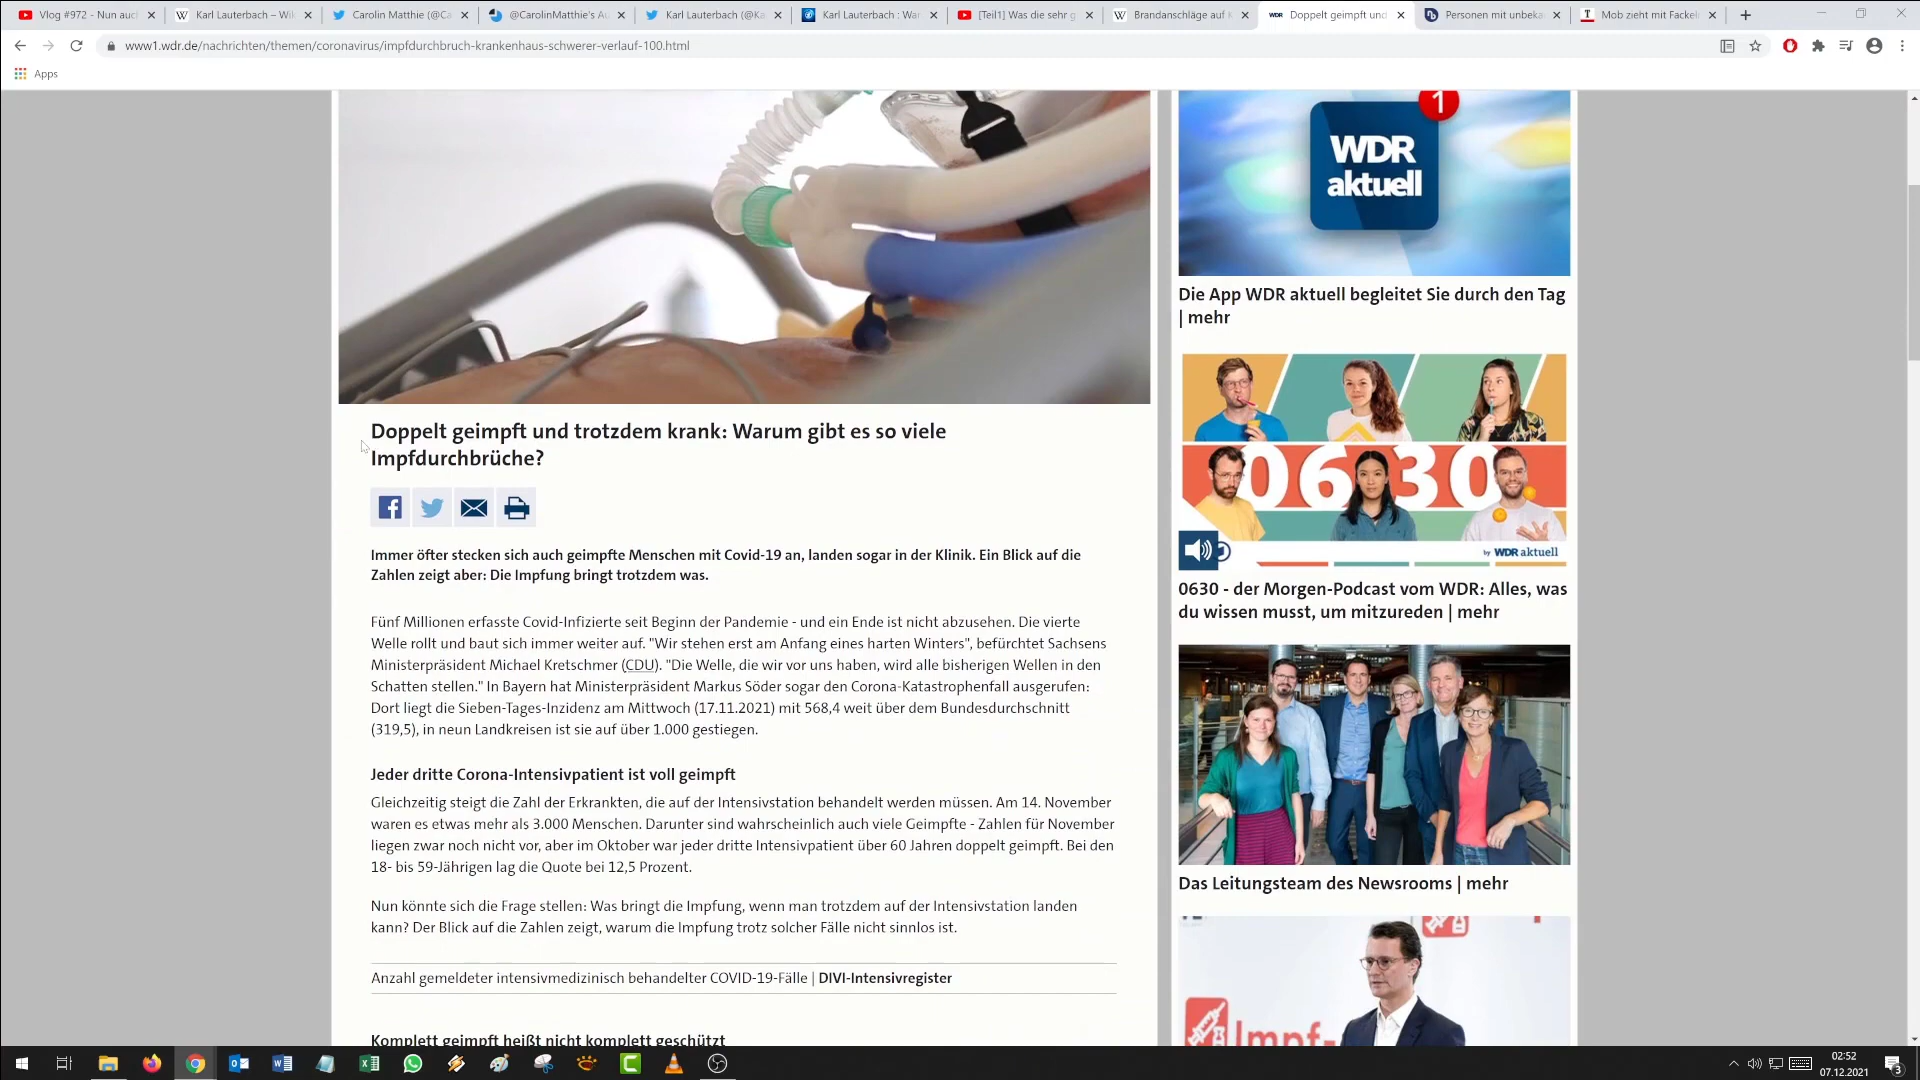 Vlog #972 - Nun auc
Karl Lauterbach – Wi
Carolin Matthie (@Ca
@CarolinMatthie's Au
Karl Lauterbach (@Ka
Karl Lauterbach : War
[Teil1] Was die sehr g
Brandanschläge auf K
Doppelt geimpft und
Personen mit unbeka
Mob zieht mit Fackel
www1.wdr.de/nachrichten/themen/coronavirus/impfdurchbruch-krankenhaus-schwerer-verlauf-100.html
Apps
Doppelt geimpft und trotzdem krank: Warum gibt es so viele
Impfdurchbrüche?
Immer öfter stecken sich auch geimpfte Menschen mit Covid-19 an, landen sogar in der Klinik. Ein Blick auf die
Zahlen zeigt aber: Die Impfung bringt trotzdem was.
Fünf Millionen erfasste Covid-Infizierte seit Beginn der Pandemie - und ein Ende ist nicht abzusehen. Die vierte
Welle rollt und baut sich immer weiter auf. "Wir stehen erst am Anfang eines harten Winters", befürchtet Sachsens
Ministerpräsident Michael Kretschmer (CDU). "Die Welle, die wir vor uns haben, wird alle bisherigen Wellen in den
Schatten stellen." In Bayern hat Ministerpräsident Markus Söder sogar den Corona-Katastrophenfall ausgerufen:
Dort liegt die Sieben-Tages-Inzidenz am Mittwoch (17.11.2021) mit 568,4 weit über dem Bundesdurchschnitt
(319,5), in neun Landkreisen ist sie auf über 1.000 gestiegen.
Jeder dritte Corona-Intensivpatient ist voll geimpft
Gleichzeitig steigt die Zahl der Erkrankten, die auf der Intensivstation behandelt werden müssen. Am 14. November
waren es etwas mehr als 3.000 Menschen. Darunter sind wahrscheinlich auch viele Geimpfte - Zahlen für November
liegen zwar noch nicht vor, aber im Oktober war jeder dritte Intensivpatient über 60 Jahren doppelt geimpft. Bei den
18- bis 59-Jährigen lag die Quote bei 12,5 Prozent.
Nun könnte sich die Frage stellen: Was bringt die Impfung, wenn man trotzdem auf der Intensivstation landen
kann? Der Blick auf die Zahlen zeigt, warum die Impfung trotz solcher Fälle nicht sinnlos ist.
Anzahl gemeldeter intensivmedizinisch behandelter COVID-19-Fälle | DIVI-Intensivregister
Komplett geimpft heißt nicht komplett geschützt
1
WDR
aktuell
Die App WDR aktuell begleitet Sie durch den Tag
| mehr
06:30
by WDR aktuell
0630 - der Morgen-Podcast vom WDR: Alles, was
du wissen musst, um mitzureden | mehr
Das Leitungsteam des Newsrooms | mehr
Impf-
02:52
07.12.2021
3